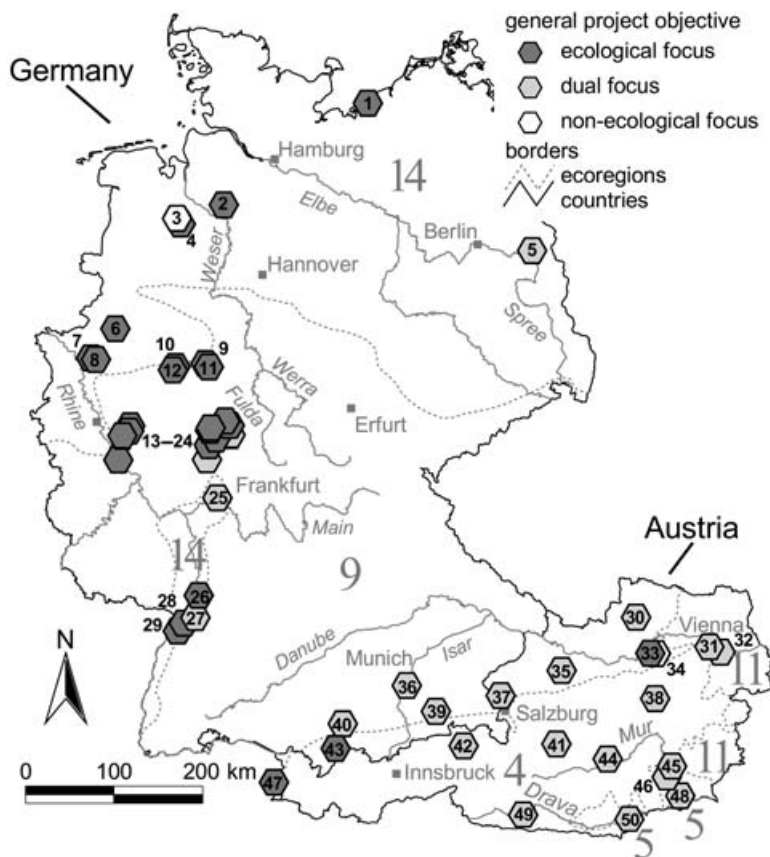 general project objective
ecological focus
dual focus
non-ecological focus
borders
ecoregions
countries
Germany
1
Hamburg
14
Elbe
2
3
4
Weser
Berlin
5
Hannover
Spree
6
7
8
10
9
12
11
Werra
Rhine
Fulda
Erfurt
13–24
Frankfurt
25
Main
14
9
Austria
28
26
27
29
30
N
Vienna
31
32
33
34
11
Danube
Munich
Isar
35
36
37
38
39
Salzburg
40
43
42
41
Mur
44
45
11
47
Innsbruck
4
46
48
Drava
49
50
5
5
0 100 200 km